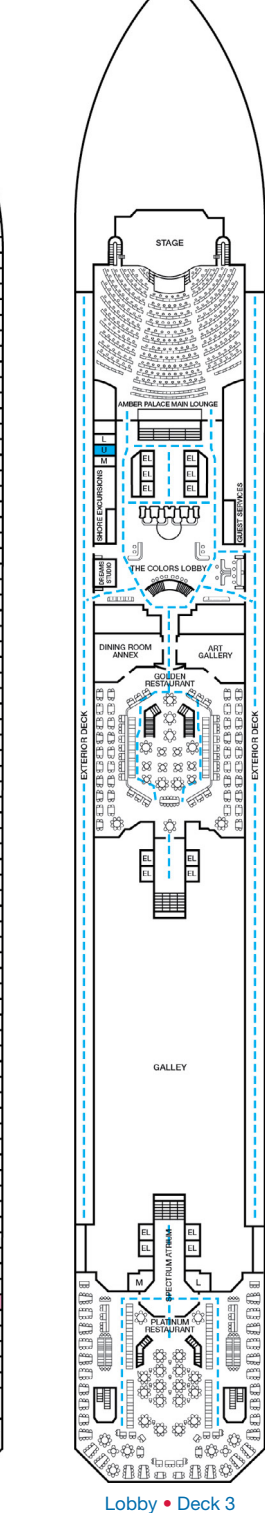 STAGE
AMBER PALACE MAIN LOUNGE
L
U
M
EL EL
EL EL
EL EL
SHORE EXCURSIONS
GUEST SERVICES
DREAMS
STUDIO
THE COLORS LOBBY
DINING ROOM
ANNEX
ART
GALLERY
GOLDEN
RESTAURANT
EXTERIOR DECK
EXTERIOR DECK
EL EL
EL EL
GALLEY
EL EL
EL EL
SPECTRUM ATRIUM
M L
PLATINUM
RESTAURANT
Lobby • Deck 3